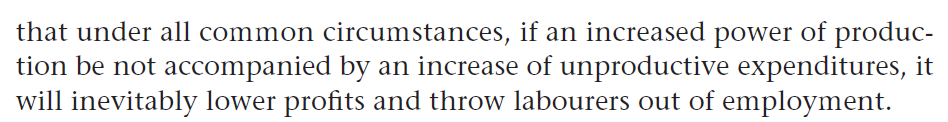 that under all common circumstances, if an increased power of produc-
tion be not accompanied by an increase of unproductive expenditures, it
will inevitably lower profits and throw labourers out of employment.